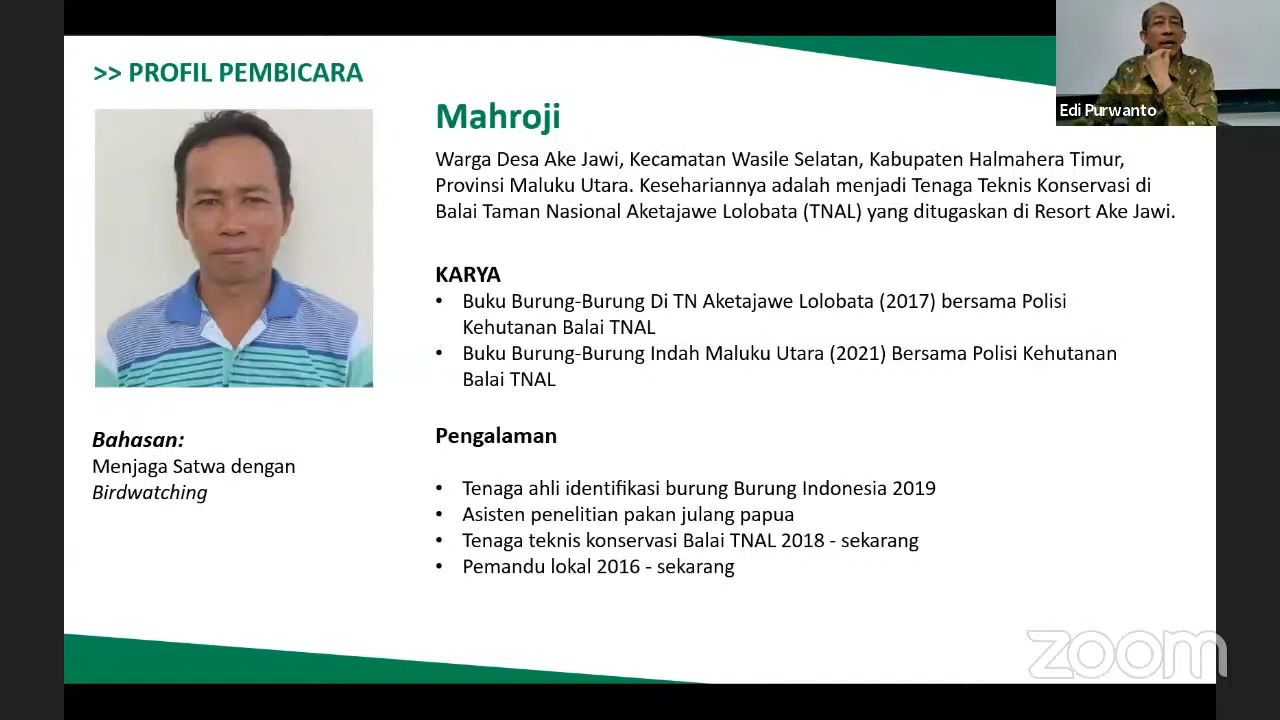 >> PROFIL PEMBICARA
Edi Purwanto
Mahroji
Warga Desa Ake Jawi, Kecamatan Wasile Selatan, Kabupaten Halmahera Timur,
Provinsi Maluku Utara. Kesehariannya adalah menjadi Tenaga Teknis Konservasi di
Balai Taman Nasional Aketajawe Lolobata (TNAL) yang ditugaskan di Resort Ake Jawi.
KARYA
• Buku Burung-Burung Di TN Aketajawe Lolobata (2017) bersama Polisi
Kehutanan Balai TNAL
• Buku Burung-Burung Indah Maluku Utara (2021) Bersama Polisi Kehutanan
Balai TNAL
Pengalaman
• Tenaga ahli identifikasi burung Burung Indonesia 2019
• Asisten penelitian pakan julang papua
• Tenaga teknis konservasi Balai TNAL 2018 - sekarang
• Pemandu lokal 2016 - sekarang
Bahasan:
Menjaga Satwa dengan
Birdwatching
zoom